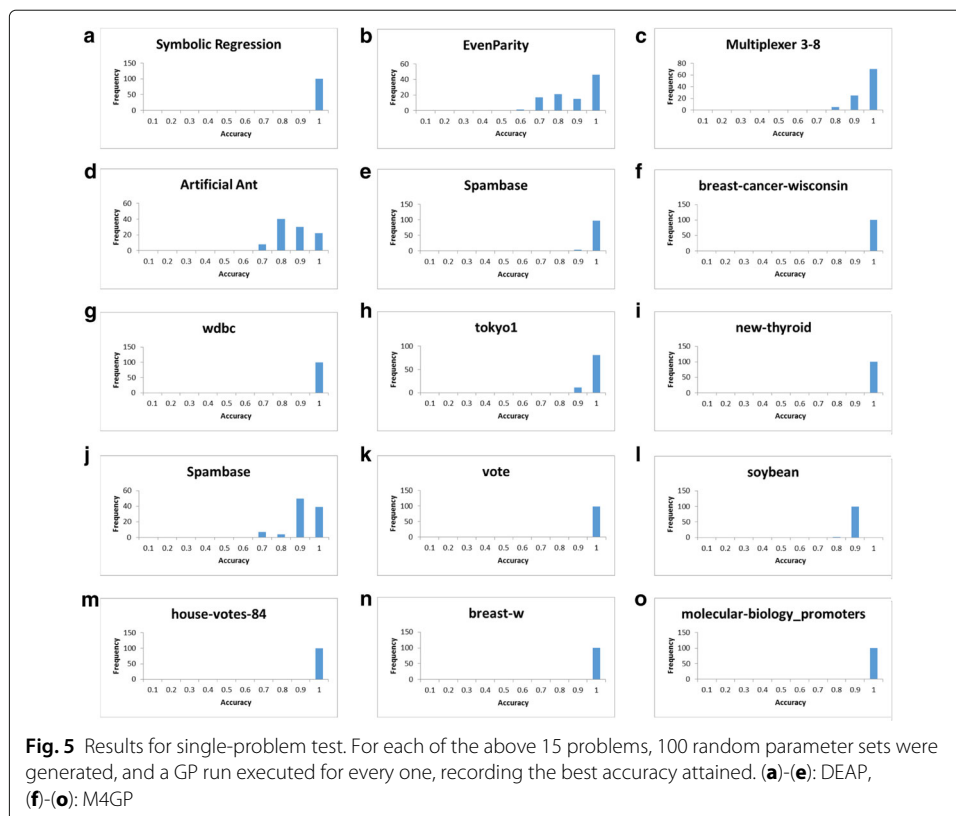 a
Symbolic Regression
Frequency
150
100
50
0
0.1 0.2 0.3 0.4 0.5 0.6 0.7 0.8 0.9 1
Accuracy
b
EvenParity
Frequency
60
40
20
0
0.1 0.2 0.3 0.4 0.5 0.6 0.7 0.8 0.9 1
Accuracy
c
Multiplexer 3-8
Frequency
80
60
40
20
0
0.1 0.2 0.3 0.4 0.5 0.6 0.7 0.8 0.9 1
Accuracy
d
Artificial Ant
Frequency
60
40
20
0
0.1 0.2 0.3 0.4 0.5 0.6 0.7 0.8 0.9 1
Accuracy
e
Spambase
Frequency
150
100
50
0
0.1 0.2 0.3 0.4 0.5 0.6 0.7 0.8 0.9 1
Accuracy
f
breast-cancer-wisconsin
Frequency
150
100
50
0
0.1 0.2 0.3 0.4 0.5 0.6 0.7 0.8 0.9 1
Accuracy
g
wdbc
Frequency
150
100
50
0
0.1 0.2 0.3 0.4 0.5 0.6 0.7 0.8 0.9 1
Accuracy
h
tokyo1
Frequency
100
50
0
0.1 0.2 0.3 0.4 0.5 0.6 0.7 0.8 0.9 1
Accuracy
i
new-thyroid
Frequency
150
100
50
0
0.1 0.2 0.3 0.4 0.5 0.6 0.7 0.8 0.9 1
Accuracy
j
Spambase
Frequency
60
40
20
0
0.1 0.2 0.3 0.4 0.5 0.6 0.7 0.8 0.9 1
Accuracy
k
vote
Frequency
150
100
50
0
0.1 0.2 0.3 0.4 0.5 0.6 0.7 0.8 0.9 1
Accuracy
l
soybean
Frequency
150
100
50
0
0.1 0.2 0.3 0.4 0.5 0.6 0.7 0.8 0.9 1
Accuracy
m
house-votes-84
Frequency
150
100
50
0
0.1 0.2 0.3 0.4 0.5 0.6 0.7 0.8 0.9 1
Accuracy
n
breast-w
Frequency
150
100
50
0
0.1 0.2 0.3 0.4 0.5 0.6 0.7 0.8 0.9 1
Accuracy
o
molecular-biology_promoters
Frequency
150
100
50
0
0.1 0.2 0.3 0.4 0.5 0.6 0.7 0.8 0.9 1
Accuracy
Fig. 5 Results for single-problem test. For each of the above 15 problems, 100 random parameter sets were
generated, and a GP run executed for every one, recording the best accuracy attained. (a)-(e): DEAP,
(f)-(o): M4GP